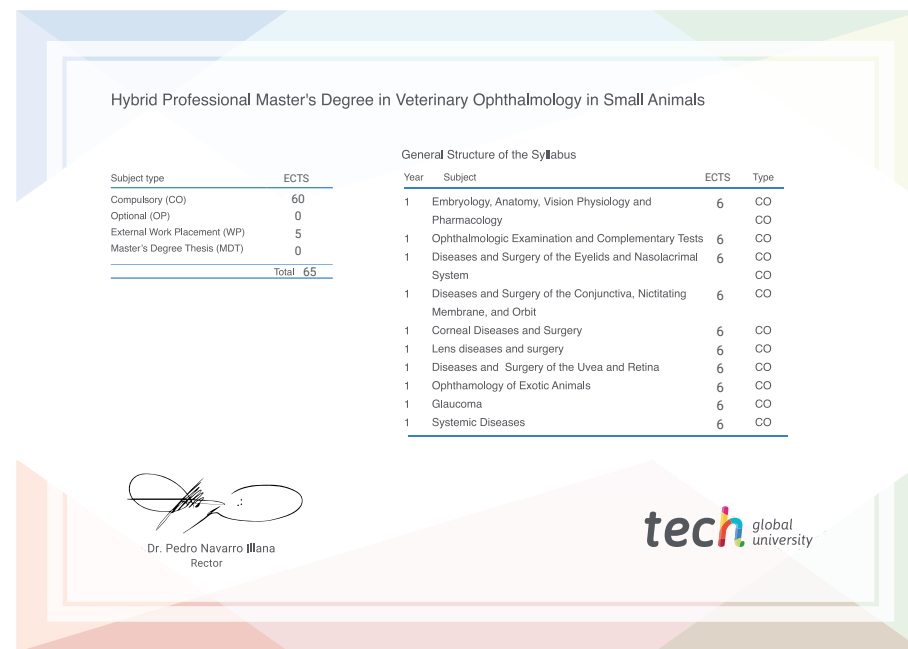 Hybrid Professional Master's Degree in Veterinary Ophthalmology in Small Animals
Subject type ECTS
Compulsory (CO) 60
Optional (OP) 0
External Work Placement (WP) 5
Master's Degree Thesis (MDT) 0
Total 65
General Structure of the Syllabus
Year Subject ECTS Type
1 Embryology, Anatomy, Vision Physiology and 6 CO
Pharmacology CO
1 Ophthalmologic Examination and Complementary Tests 6 CO
1 Diseases and Surgery of the Eyelids and Nasolacrimal 6 CO
System CO
1 Diseases and Surgery of the Conjunctiva, Nictitating 6 CO
Membrane, and Orbit
1 Corneal Diseases and Surgery 6 CO
1 Lens diseases and surgery 6 CO
1 Diseases and Surgery of the Uvea and Retina 6 CO
1 Ophthamology of Exotic Animals 6 CO
1 Glaucoma 6 CO
1 Systemic Diseases 6 CO
Dr. Pedro Navarro Illana
Rector
tech global
university